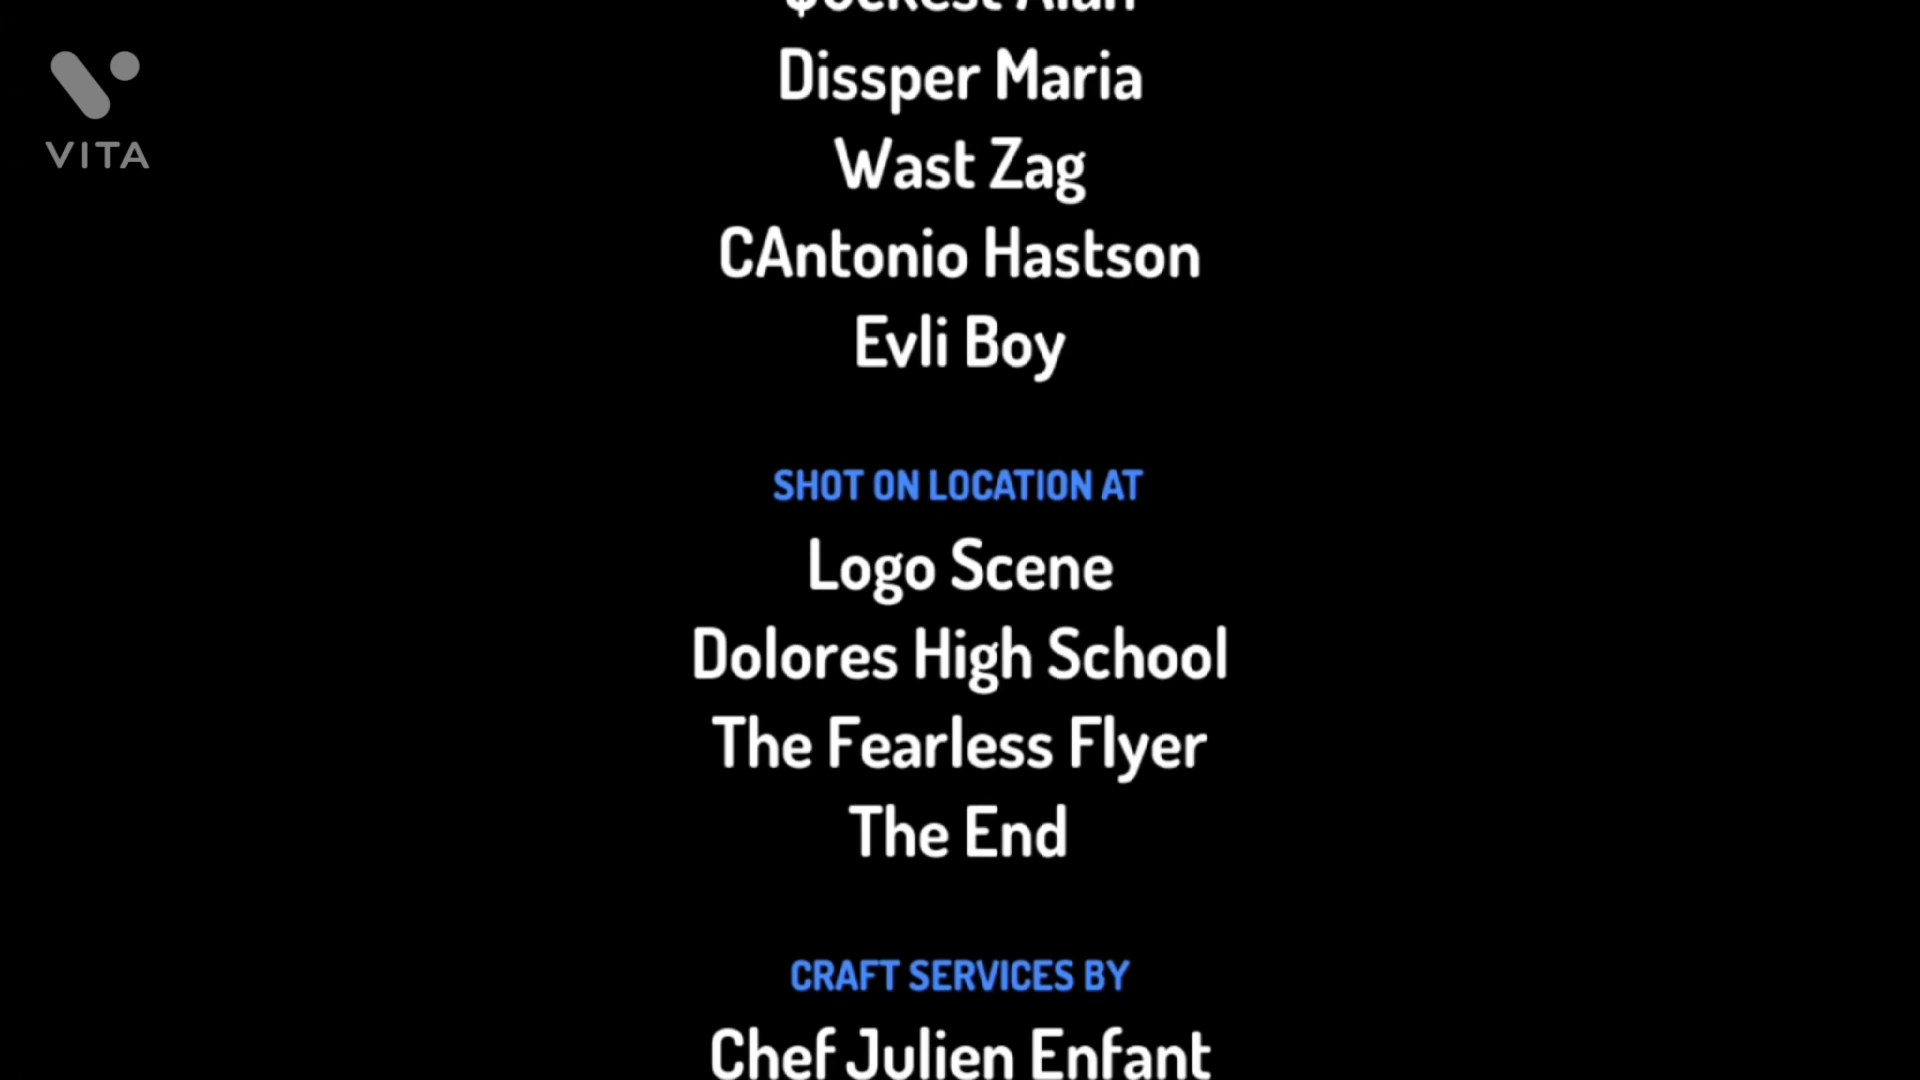 VITA
Dissper Maria
Wast Zag
CAntonio Hastson
Evli Boy
SHOT ON LOCATION AT
Logo Scene
Dolores High School
The Fearless Flyer
The End
CRAFT SERVICES BY
Chef Julien Enfant